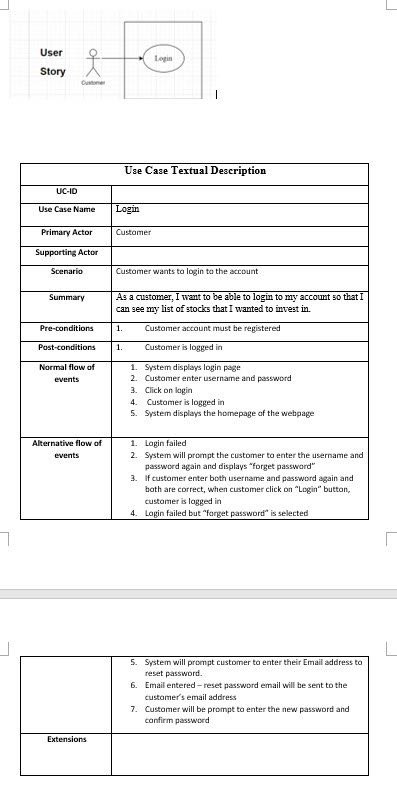 User
Story
Login
Customer
Use Case Textual Description
UC-ID
Use Case Name Login
Primary Actor Customer
Supporting Actor
Scenario Customer wants to login to the account
Summary As a customer, I want to be able to login to my account so that I
can see my list of stocks that I wanted to invest in.
Pre-conditions 1. Customer account must be registered
Post-conditions 1. Customer is logged in
Normal flow of
events
1. System displays login page
2. Customer enter username and password
3. Click on login
4. Customer is logged in
5. System displays the homepage of the webpage
Alternative flow of
events
1. Login failed
2. System will prompt the customer to enter the username and
password again and displays “forget password”
3. If customer enter both username and password again and
both are correct, when customer click on “Login” button,
customer is logged in
4. Login failed but “forget password” is selected
5. System will prompt customer to enter their Email address to
reset password.
6. Email entered – reset password email will be sent to the
customer’s email address
7. Customer will be prompt to enter the new password and
confirm password
Extensions